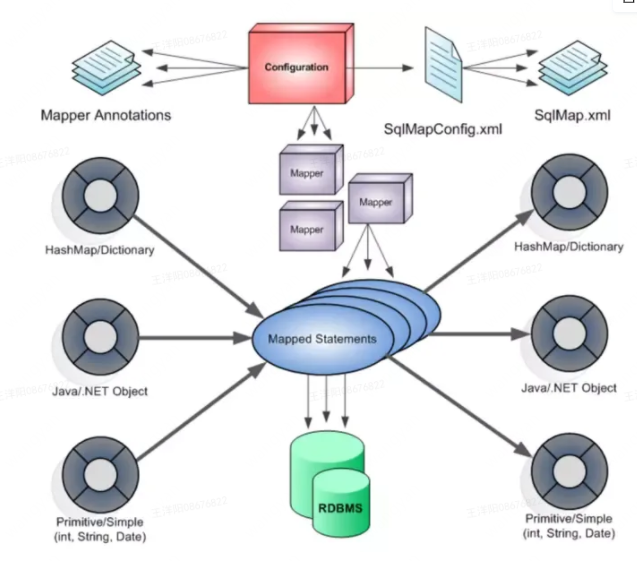 Configuration
Mapper Annotations
SqlMapConfig.xml
SqlMap.xml
Mapper
Mapper
Mapper
HashMap/Dictionary
HashMap/Dictionary
Mapped Statements
Java/.NET Object
Java/.NET Object
RDBMS
Primitive/Simple
(int, String, Date)
Primitive/Simple
(int, String, Date)